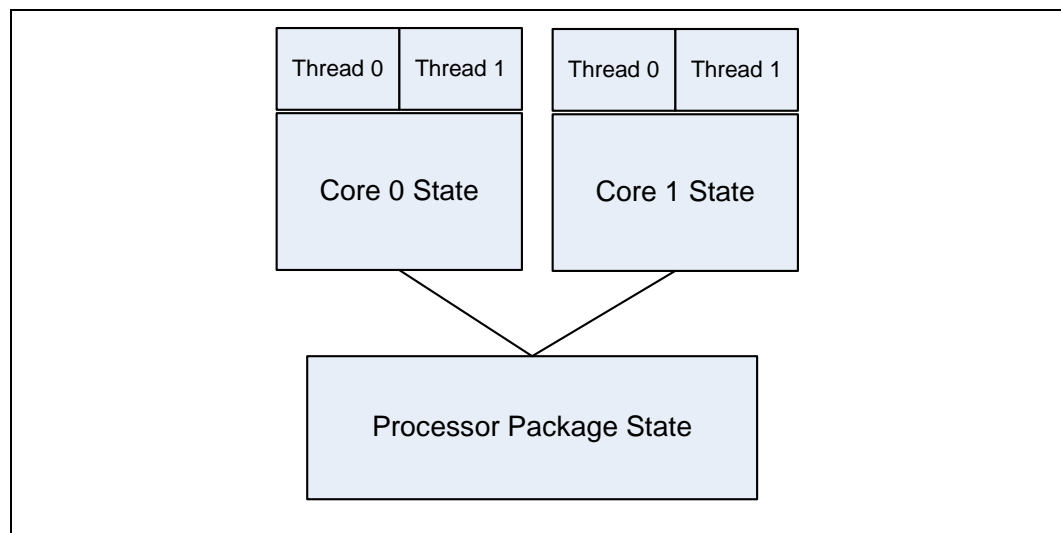 Thread 0
Thread 1
Thread 0
Thread 1
Core 0 State
Core 1 State
Processor Package State